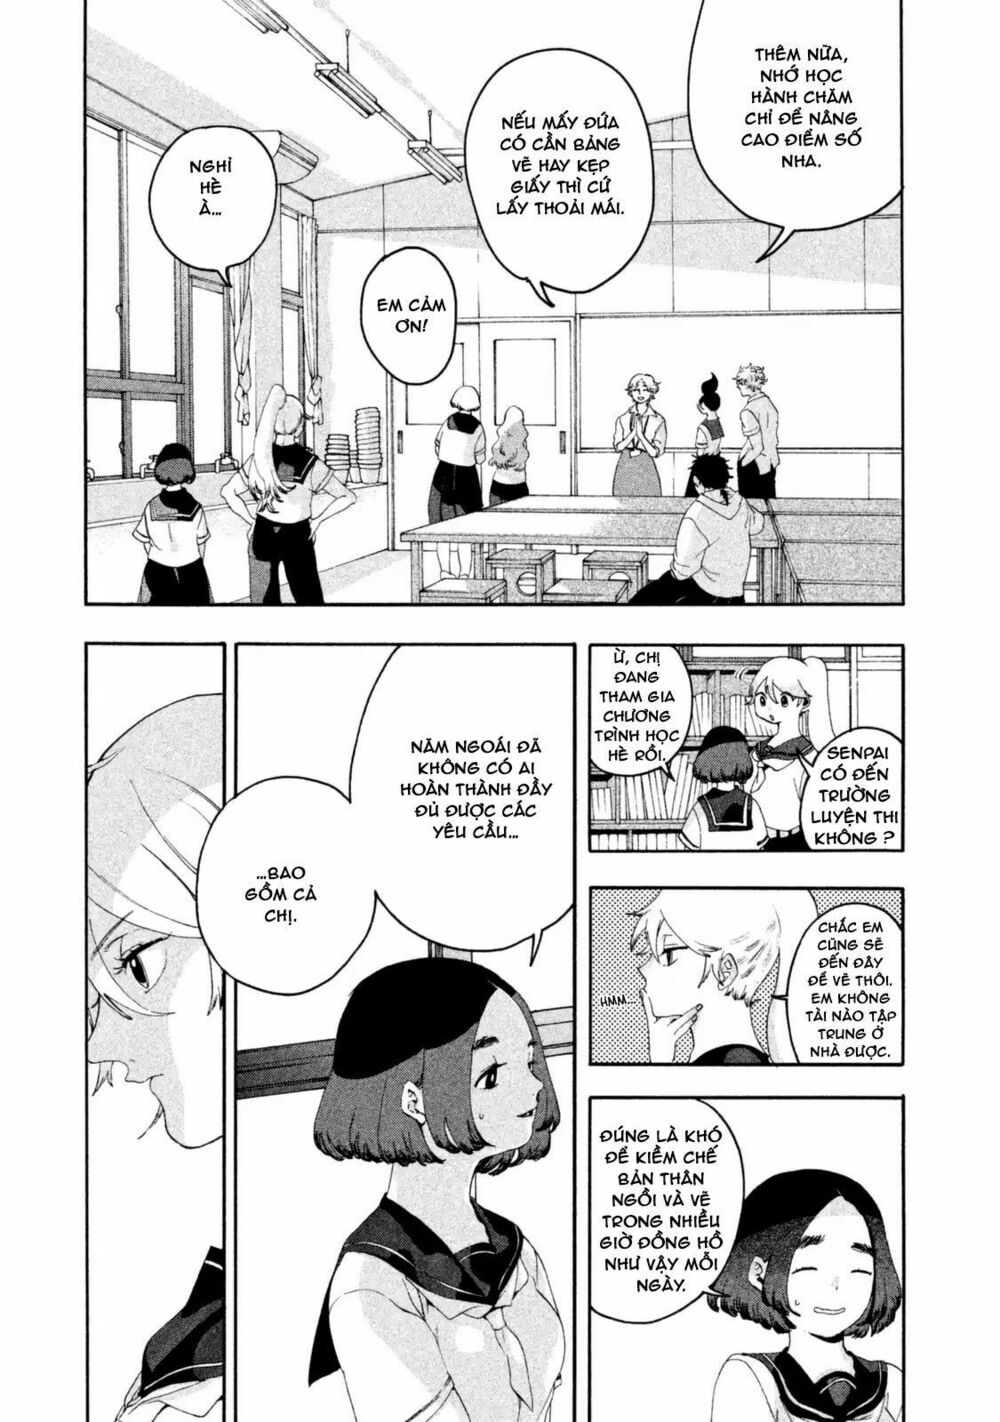 THÊM NỮA,
NHỚ HỌC
HÀNH CHĂM
CHỈ ĐỂ NÂNG
CAO ĐIỂM SỐ
NHA.
NẾU MẤY ĐỨA
CÓ CẦN BẢNG
VẼ HAY KẸP
GIẤY THÌ CỨ
LẤY THOẢI MÁI.
EM CẢM
ƠN!
NGHỈ
HÈ
À...
SENPAI
CÓ ĐẾN
TRƯỜNG
LUYỆN THI
KHÔNG ?
Ừ, CHỊ
ĐANG
THAM GIA
CHƯƠNG
TRÌNH HỌC
HÈ RỒI.
CHẮC EM
CŨNG SẼ
ĐẾN ĐÂY
ĐỂ VẼ THÔI.
EM KHÔNG
TÀI NÀO TẬP
TRUNG Ở
NHÀ ĐƯỢC.
HMM...
ĐÚNG LÀ KHÓ
ĐỂ KIỀM CHẾ
BẢN THÂN
NGỒI VÀ VẼ
TRONG NHIỀU
GIỜ ĐỒNG HỒ
NHƯ VẬY MỖI
NGÀY.
NĂM NGOÁI ĐÃ
KHÔNG CÓ AI
HOÀN THÀNH ĐẦY
ĐỦ ĐƯỢC CÁC
YÊU CẦU...
...BAO
GỒM CẢ
CHỊ.